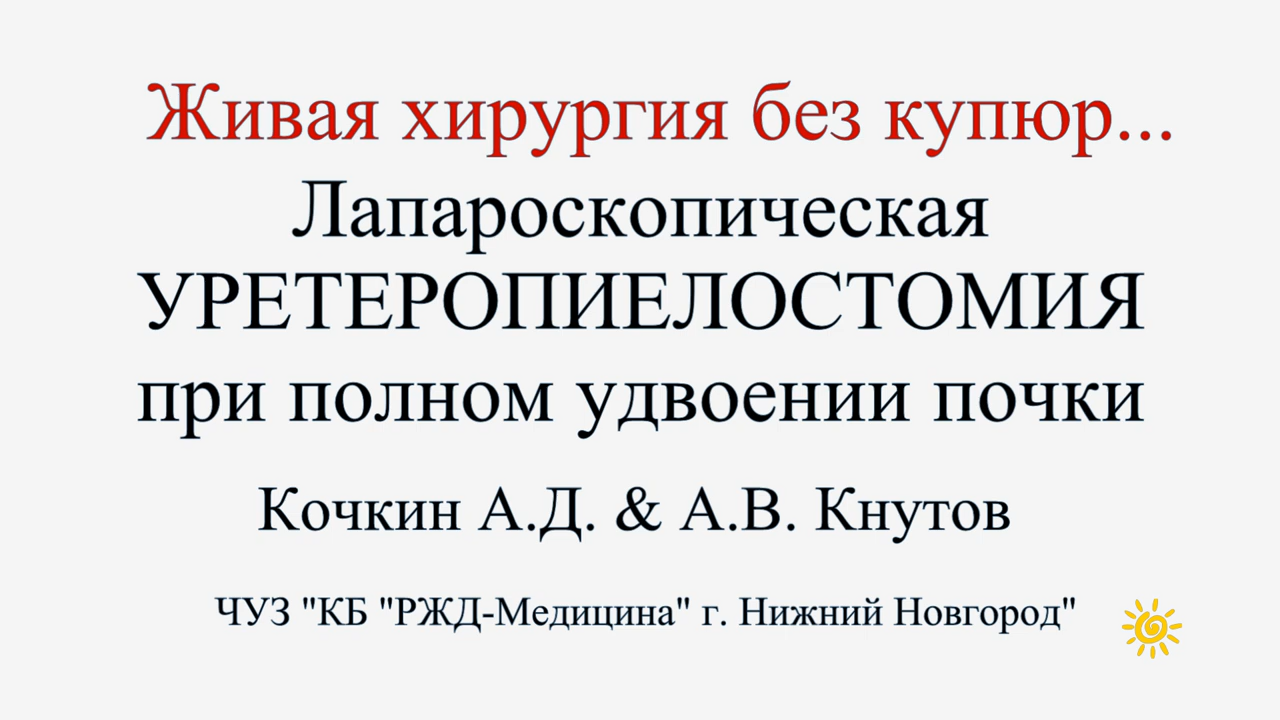 Живая хирургия без купюр...
Лапароскопическая
УРЕТЕРОПИЕЛОСТОМИЯ
при полном удвоении почки
Кочкин А.Д. & А.В. Кнутов
ЧУЗ "КБ "РЖД-Медицина" г. Нижний Новгород"